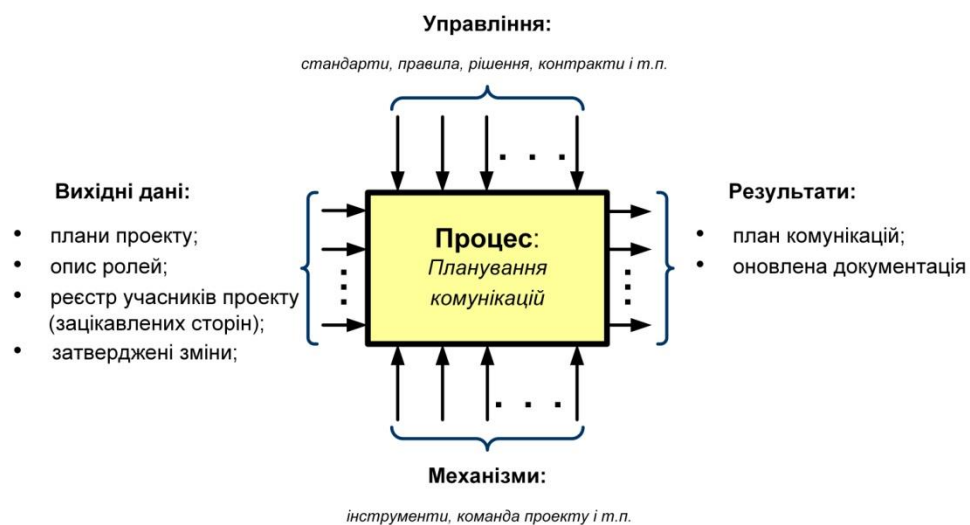 Управління:
стандарти, правила, рішення, контракти і т.п.
Вихідні дані:
• плани проекту;
• опис ролей;
• реєстр учасників проекту
(зацікавлених сторін);
• затверджені зміни;
Процес:
Планування
комунікацій
Результати:
• план комунікацій;
• оновлена документація
Механізми:
інструменти, команда проекту і т.п.